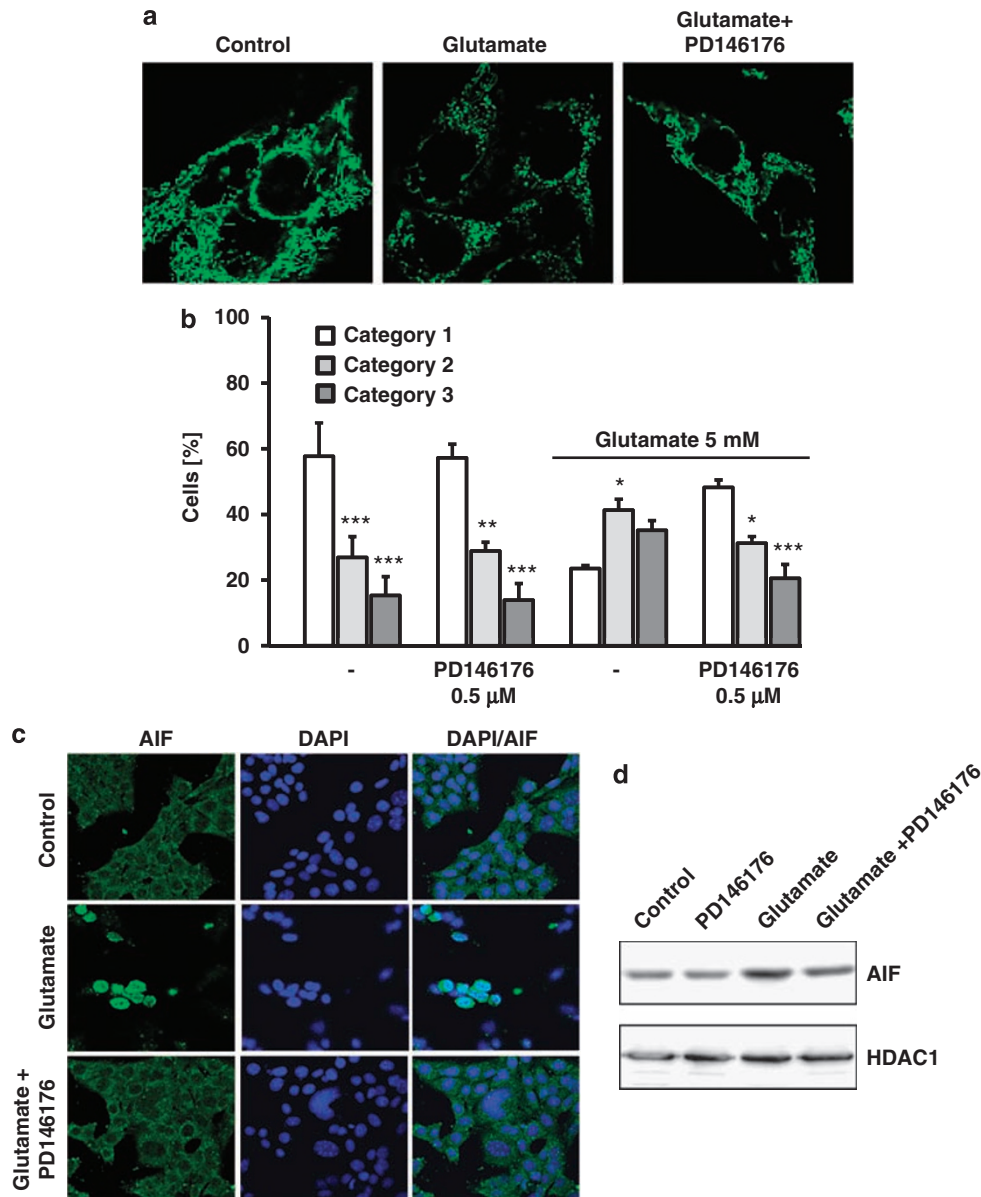 a
Control
Glutamate
Glutamate+
PD146176
b
100
80
60
40
20
0
Cells [%]
Category 1
Category 2
Category 3
Glutamate 5 mM
***
***
**
***
*
*
***
-
PD146176
0.5 μM
-
PD146176
0.5 μM
c
AIF
DAPI
DAPI/AIF
Control
Glutamate
Glutamate +
PD146176
d
Control
PD146176
Glutamate
Glutamate +PD146176
AIF
HDAC1